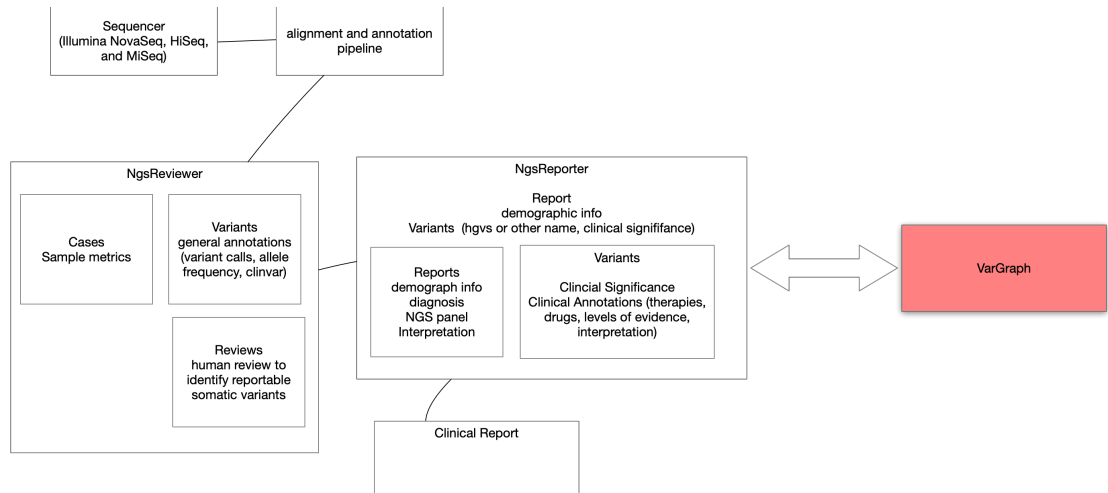 Sequencer
(Illumina NovaSeq, HiSeq,
and MiSeq)
alignment and annotation
pipeline
NgsReviewer
Cases
Sample metrics
Variants
general annotations
(variant calls, allele
frequency, clinvar)
Reviews
human review to
identify reportable
somatic variants
NgsReporter
Report
demographic info
Variants  (hgvs or other name, clinical signififance)
Reports
demograph info
diagnosis
NGS panel
Interpretation
Variants
Clincial Significance
Clinical Annotations (therapies,
drugs, levels of evidence,
interpretation)
VarGraph
Clinical Report